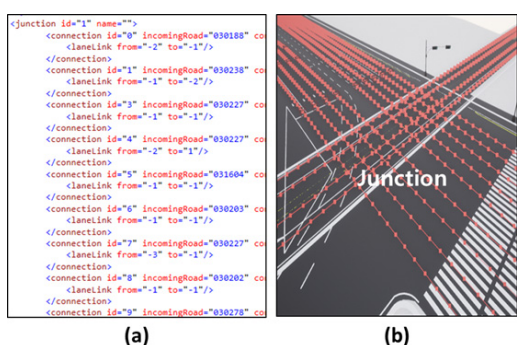 <junction id="1" name="">
<connection id="0" incomingRoad="030188" co
<laneLink from="-2" to="-1"/>
</connection>
<connection id="1" incomingRoad="030238" co
<laneLink from="-1" to="-2"/>
</connection>
<connection id="3" incomingRoad="030227" co
<laneLink from="-1" to="-1"/>
</connection>
<connection id="4" incomingRoad="030227" co
<laneLink from="-2" to="1"/>
</connection>
<connection id="5" incomingRoad="031604" co
<laneLink from="-1" to="-1"/>
</connection>
<connection id="6" incomingRoad="030203" co
<laneLink from="-1" to="-1"/>
</connection>
<connection id="7" incomingRoad="030227" co
<laneLink from="-3" to="-1"/>
</connection>
<connection id="8" incomingRoad="030202" co
<laneLink from="-1" to="-1"/>
</connection>
<connection id="9" incomingRoad="030278" co
Junction
(a)
(b)